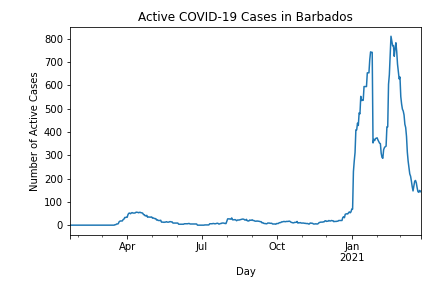 Active COVID-19 Cases in Barbados
Number of Active Cases
800
700
600
500
400
300
200
100
0
Apr
Jul
Oct
Jan
2021
Day